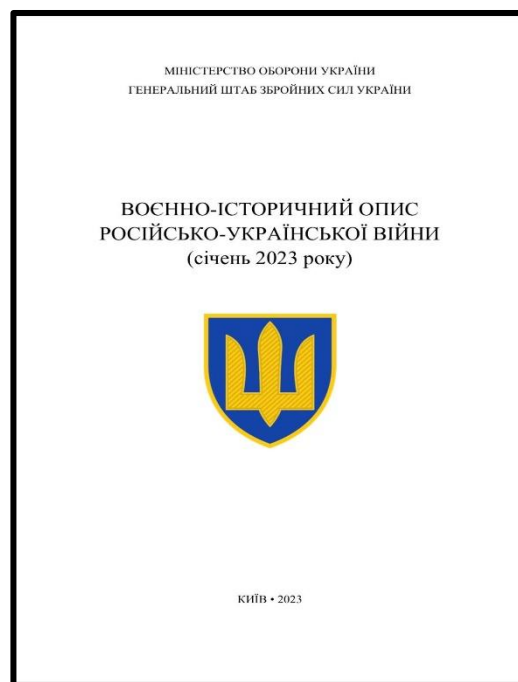 МІНІСТЕРСТВО ОБОРОНИ УКРАЇНИ
ГЕНЕРАЛЬНИЙ ШТАБ ЗБРОЙНИХ СИЛ УКРАЇНИ
ВОЄННО-ІСТОРИЧНИЙ ОПИС
РОСІЙСЬКО-УКРАЇНСЬКОЇ ВІЙНИ
(січень 2023 року)
КИЇВ • 2023